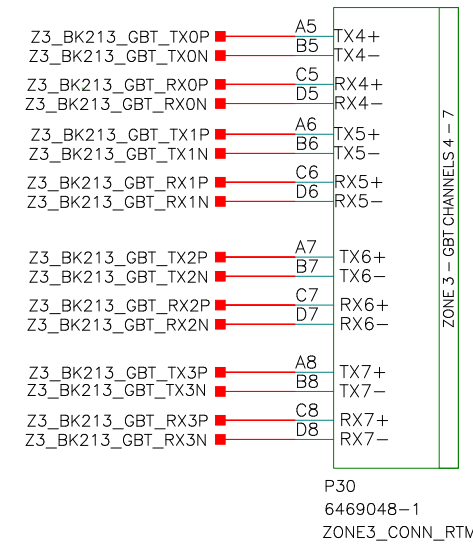 Z3_BK213_GBT_TX0P A5 TX4+
Z3_BK213_GBT_TX0N B5 TX4-
Z3_BK213_GBT_RX0P C5 RX4+
Z3_BK213_GBT_RX0N D5 RX4-
Z3_BK213_GBT_TX1P A6 TX5+
Z3_BK213_GBT_TX1N B6 TX5-
Z3_BK213_GBT_RX1P C6 RX5+
Z3_BK213_GBT_RX1N D6 RX5-
Z3_BK213_GBT_TX2P A7 TX6+
Z3_BK213_GBT_TX2N B7 TX6-
Z3_BK213_GBT_RX2P C7 RX6+
Z3_BK213_GBT_RX2N D7 RX6-
Z3_BK213_GBT_TX3P A8 TX7+
Z3_BK213_GBT_TX3N B8 TX7-
Z3_BK213_GBT_RX3P C8 RX7+
Z3_BK213_GBT_RX3N D8 RX7-
ZONE 3 - GBT CHANNELS 4 - 7
P30
6469048-1
ZONE3_CONN_RTM